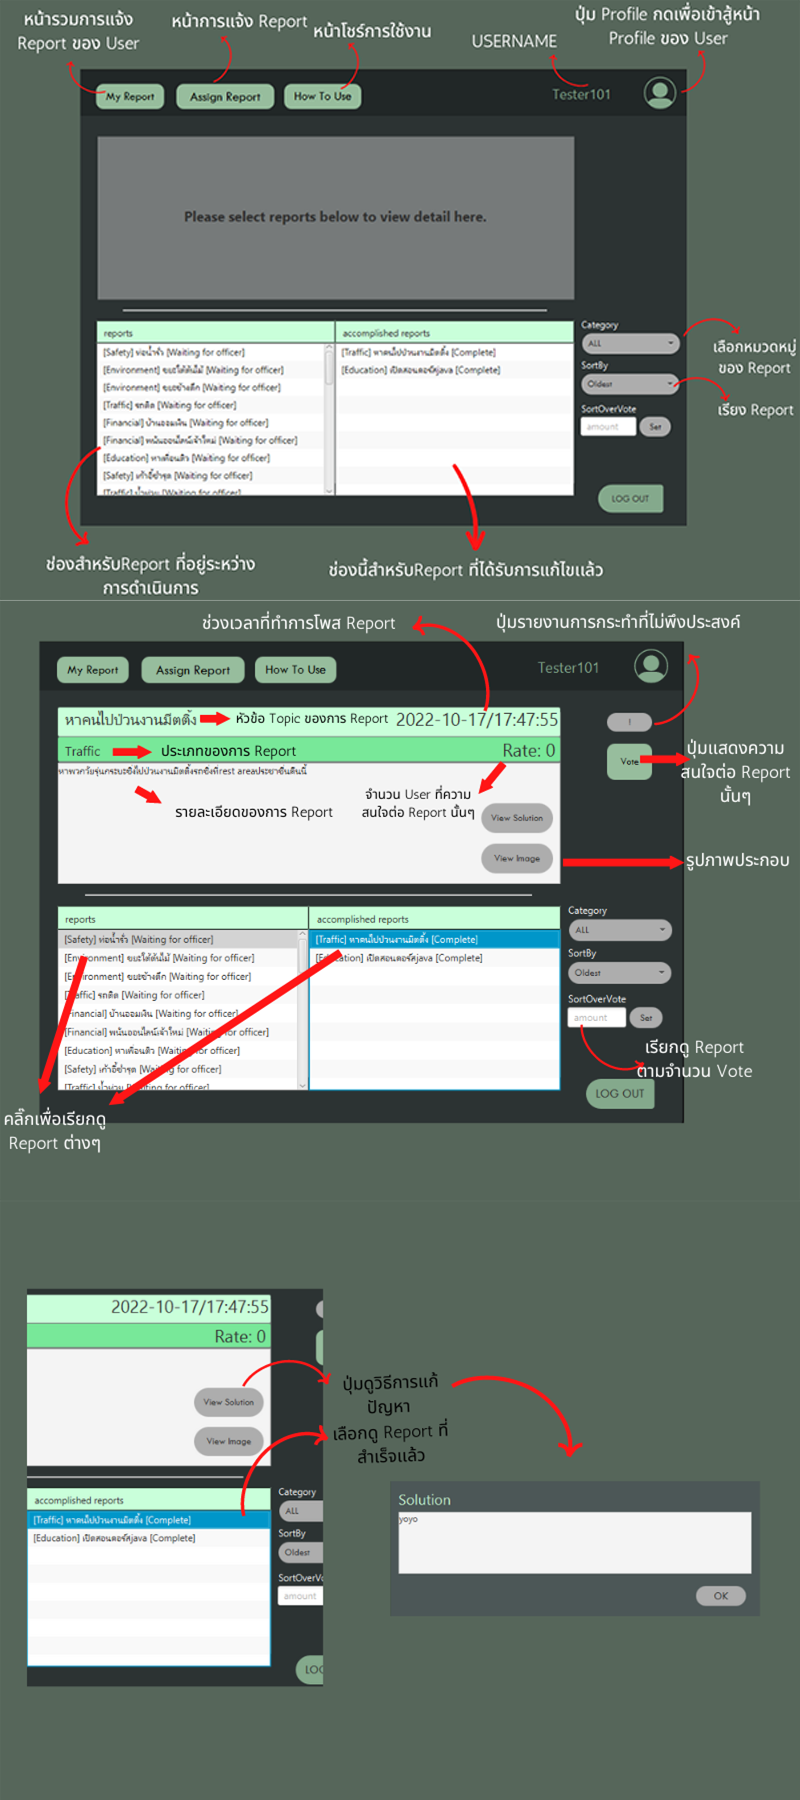 หน้ารวมการแจ้ง
Report ของ User
หน้าการแจ้ง Report
หน้าโชร์การใช้งาน
USERNAME
ปุ่ม Profile กดเพื่อเข้าสู้หน้า
Profile ของ User
My Report
Assign Report
How To Use
Tester101
Please select reports below to view detail here.
reports
accomplished reports
[Safety] ท่อน้ำรั่ว [Waiting for officer]
[Environment] ขยะใต้ต้นไม้ [Waiting for officer]
[Environment] ขยะข้างตึก [Waiting for officer]
[Traffic] รถติด [Waiting for officer]
[Financial] บ้านออมเงิน [Waiting for officer]
[Financial] พนันออนไลน์เจ้าใหม่ [Waiting for officer]
[Education] หาเพื่อนติว [Waiting for officer]
[Safety] เก้าอี้ชำรุด [Waiting for officer]
[Traffic] น้ำท่วม [Waiting for officer]
[Traffic] หาคนไปป่วนงานมีตติ้ง [Complete]
[Education] เปิดสอนคอร์สjava [Complete]
Category
ALL
SortBy
Oldest
SortOverVote
amount
Set
LOG OUT
เลือกหมวดหมู่
ของ Report
เรียง Report
ช่องสำหรับReport ที่อยู่ระหว่าง
การดำเนินการ
ช่องนี้สำหรับReport ที่ได้รับการแก้ไขแล้ว
ช่วงเวลาที่ทำการโพส Report
ปุ่มรายงานการกระทำที่ไม่พึงประสงค์
My Report
Assign Report
How To Use
Tester101
หาคนไปป่วนงานมีตติ้ง
หัวข้อ Topic ของการ Report
2022-10-17/17:47:55
Traffic
ประเภทของการ Report
Rate: 0
หาพวกวัยรุ่นกระบะซิ่งไปป่วนงานมีตติ้งรถซิ่งที่rest areaประชาชื่นคืนนี้
รายละเอียดของการ Report
จำนวน User ที่ความ
สนใจต่อ Report นั้นๆ
View Solution
View Image
!
Vote
ปุ่มแสดงความ
สนใจต่อ Report
นั้นๆ
รูปภาพประกอบ
reports
accomplished reports
[Safety] ท่อน้ำรั่ว [Waiting for officer]
[Environment] ขยะใต้ต้นไม้ [Waiting for officer]
[Environment] ขยะข้างตึก [Waiting for officer]
[Traffic] รถติด [Waiting for officer]
[Financial] บ้านออมเงิน [Waiting for officer]
[Financial] พนันออนไลน์เจ้าใหม่ [Waiting for officer]
[Education] หาเพื่อนติว [Waiting for officer]
[Safety] เก้าอี้ชำรุด [Waiting for officer]
[Traffic] น้ำท่วม [Waiting for officer]
[Traffic] หาคนไปป่วนงานมีตติ้ง [Complete]
[Education] เปิดสอนคอร์สjava [Complete]
Category
ALL
SortBy
Oldest
SortOverVote
amount
Set
เรียกดู Report
ตามจำนวน Vote
LOG OUT
คลิ๊กเพื่อเรียกดู
Report ต่างๆ
2022-10-17/17:47:55
Rate: 0
View Solution
View Image
ปุ่มดูวิธีการแก้
ปัญหา
เลือกดู Report ที่
สำเร็จแล้ว
accomplished reports
[Traffic] หาคนไปป่วนงานมีตติ้ง [Complete]
[Education] เปิดสอนคอร์สjava [Complete]
Category
ALL
SortBy
Oldest
SortOverVo
amount
LOG
Solution
yoyo
OK